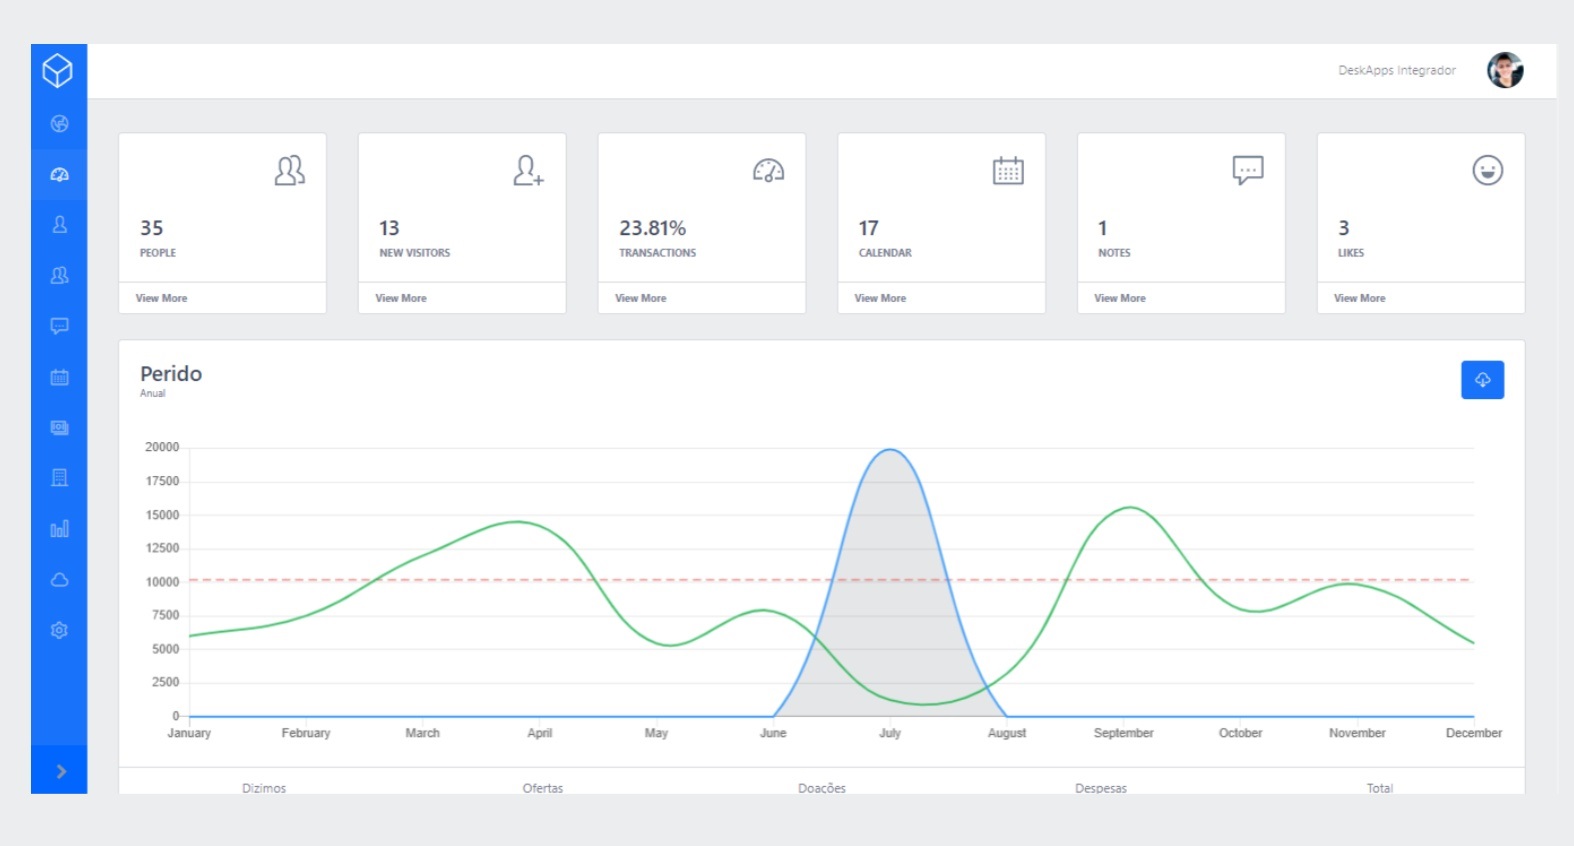 DeskApps Integrador
35
PEOPLE
View More
13
NEW VISITORS
View More
23.81%
TRANSACTIONS
View More
17
CALENDAR
View More
1
NOTES
View More
3
LIKES
View More
Perido
Anual
20000
17500
15000
12500
10000
7500
5000
2500
0
January February March April May June July August September October November December
Dizimos Ofertas Doações Despesas Total